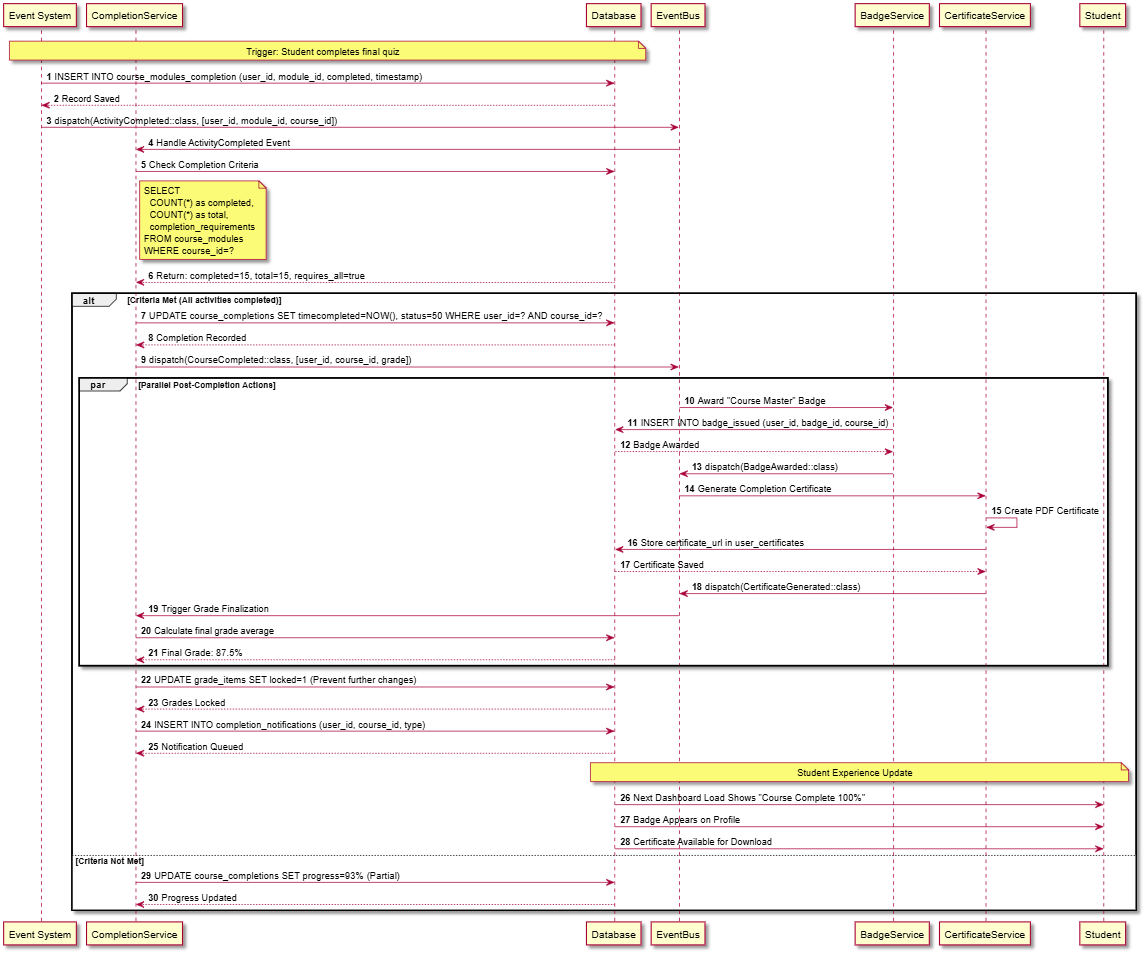 Event System
CompletionService
Database
EventBus
BadgeService
CertificateService
Student
Trigger: Student completes final quiz
1 INSERT INTO course_modules_completion (user_id, module_id, completed, timestamp)
2 Record Saved
3 dispatch(ActivityCompleted::class, [user_id, module_id, course_id])
4 Handle ActivityCompleted Event
5 Check Completion Criteria
SELECT
COUNT(*) as completed,
COUNT(*) as total,
completion_requirements
FROM course_modules
WHERE course_id=?
6 Return: completed=15, total=15, requires_all=true
alt [Criteria Met (All activities completed)]
7 UPDATE course_completions SET timecompleted=NOW(), status=50 WHERE user_id=? AND course_id=?
8 Completion Recorded
9 dispatch(CourseCompleted::class, [user_id, course_id, grade])
par [Parallel Post-Completion Actions]
10 Award "Course Master" Badge
11 INSERT INTO badge_issued (user_id, badge_id, course_id)
12 Badge Awarded
13 dispatch(BadgeAwarded::class)
14 Generate Completion Certificate
15 Create PDF Certificate
16 Store certificate_url in user_certificates
17 Certificate Saved
18 dispatch(CertificateGenerated::class)
19 Trigger Grade Finalization
20 Calculate final grade average
21 Final Grade: 87.5%
22 UPDATE grade_items SET locked=1 (Prevent further changes)
23 Grades Locked
24 INSERT INTO completion_notifications (user_id, course_id, type)
25 Notification Queued
Student Experience Update
26 Next Dashboard Load Shows "Course Complete 100%"
27 Badge Appears on Profile
28 Certificate Available for Download
[Criteria Not Met]
29 UPDATE course_completions SET progress=93% (Partial)
30 Progress Updated
Event System
CompletionService
Database
EventBus
BadgeService
CertificateService
Student